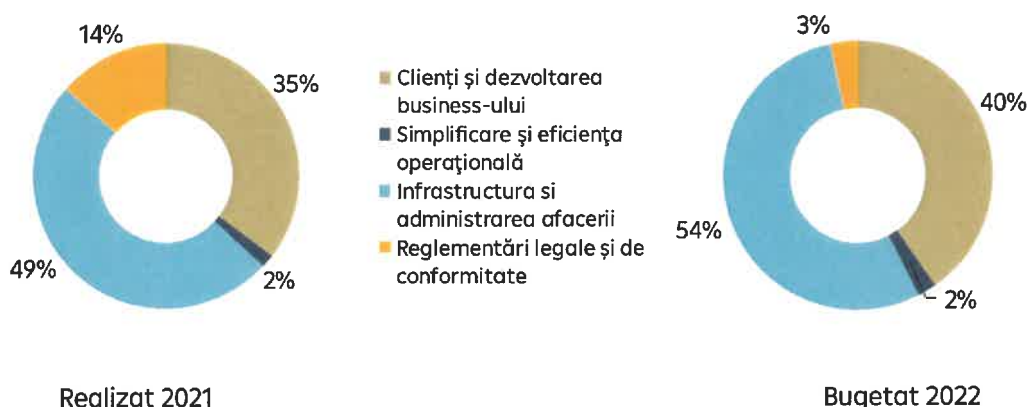 14%
35%
49%
2%
Clienți și dezvoltarea
business-ului
Simplificare și eficiența
operațională
Infrastructura si
administrarea afacerii
Reglementări legale și de
conformitate
3%
40%
54%
2%
Realizat 2021
Bugetat 2022